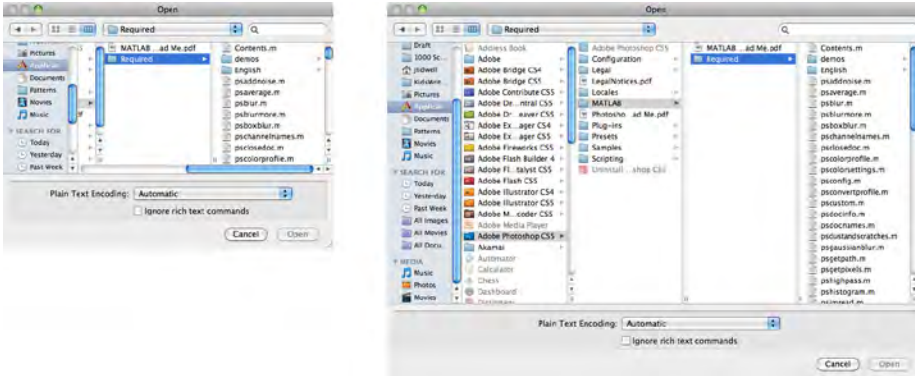 Open
Required
Pictures
Documents
Patterns
Movies
Music
SEARCH FOR
Today
Yesterday
Past Week
MATLAB ...ad Me.pdf
Required
Contents.m
demos
English
psaddnoise.m
psaverage.m
psblur.m
psblurmore.m
psboxblur.m
pschannelnames.m
psclosedoc.m
pscolorprofile.m
Plain Text Encoding: Automatic
Ignore rich text commands
Cancel
Open
Open
Required
Draft
1000 Sc...
jlidwell
Pictures
Documents
Patterns
Movies
Music
SEARCH FOR
Today
Yesterday
Past Week
All Images
All Movies
All Docu...
MEDIA
Music
Photos
Movies
Address Book
Adobe
Adobe Bridge CS4
Adobe Bridge CS5
Adobe Contribute CS5
Adobe De...ntral CS5
Adobe Dr...eaver CS5
Adobe Ex...ager CS4
Adobe Ex...ager CS5
Adobe Fireworks CS5
Adobe Flash Builder 4
Adobe Fl...talyst CS5
Adobe Flash CS5
Adobe Illustrator CS4
Adobe Illustrator CS5
Adobe M...coder CS5
Adobe Media Player
Adobe Photoshop CS5
Akamai
Automator
Calculator
Chess
Dashboard
Dictionary
Adobe Photoshop CS5
Configuration
Legal
LegalNotices.pdf
Locales
MATLAB
Photosho...ad Me.pdf
Plug-ins
Presets
Samples
Scripting
Uninstall ...shop CS5
MATLAB ...ad Me.pdf
Required
Contents.m
demos
English
psaddnoise.m
psaverage.m
psblur.m
psblurmore.m
psboxblur.m
pschannelnames.m
psclosedoc.m
pscolorprofile.m
pscolorsettings.m
psconfig.m
psconvertprofile.m
pscustom.m
psdocinfo.m
psdocnames.m
psdustandscratches.m
psgaussianblur.m
psgetpath.m
psgetpixels.m
pshighpass.m
pshistogram.m
psimread.m
Plain Text Encoding: Automatic
Ignore rich text commands
Cancel
Open